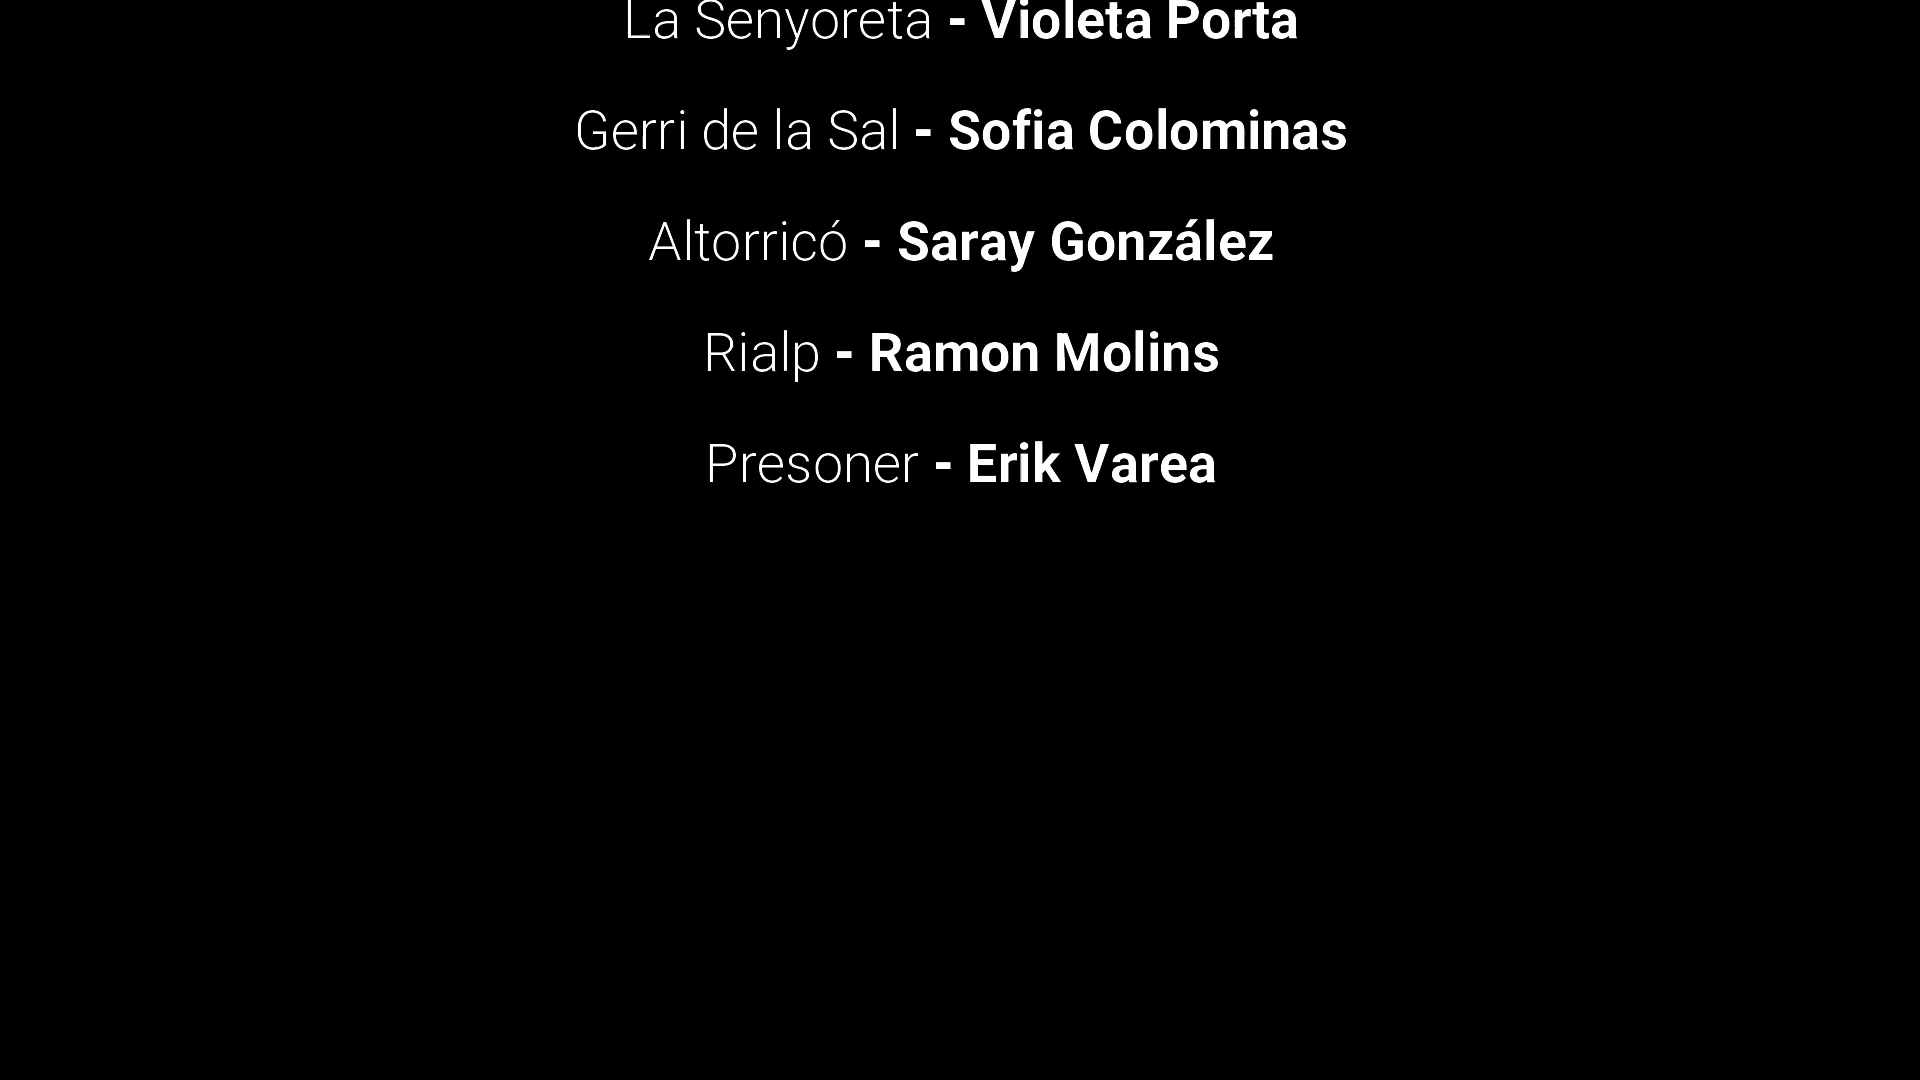 La Senyoreta - Violeta Porta
Gerri de la Sal - Sofia Colominas
Altorricó - Saray González
Rialp - Ramon Molins
Presoner - Erik Varea